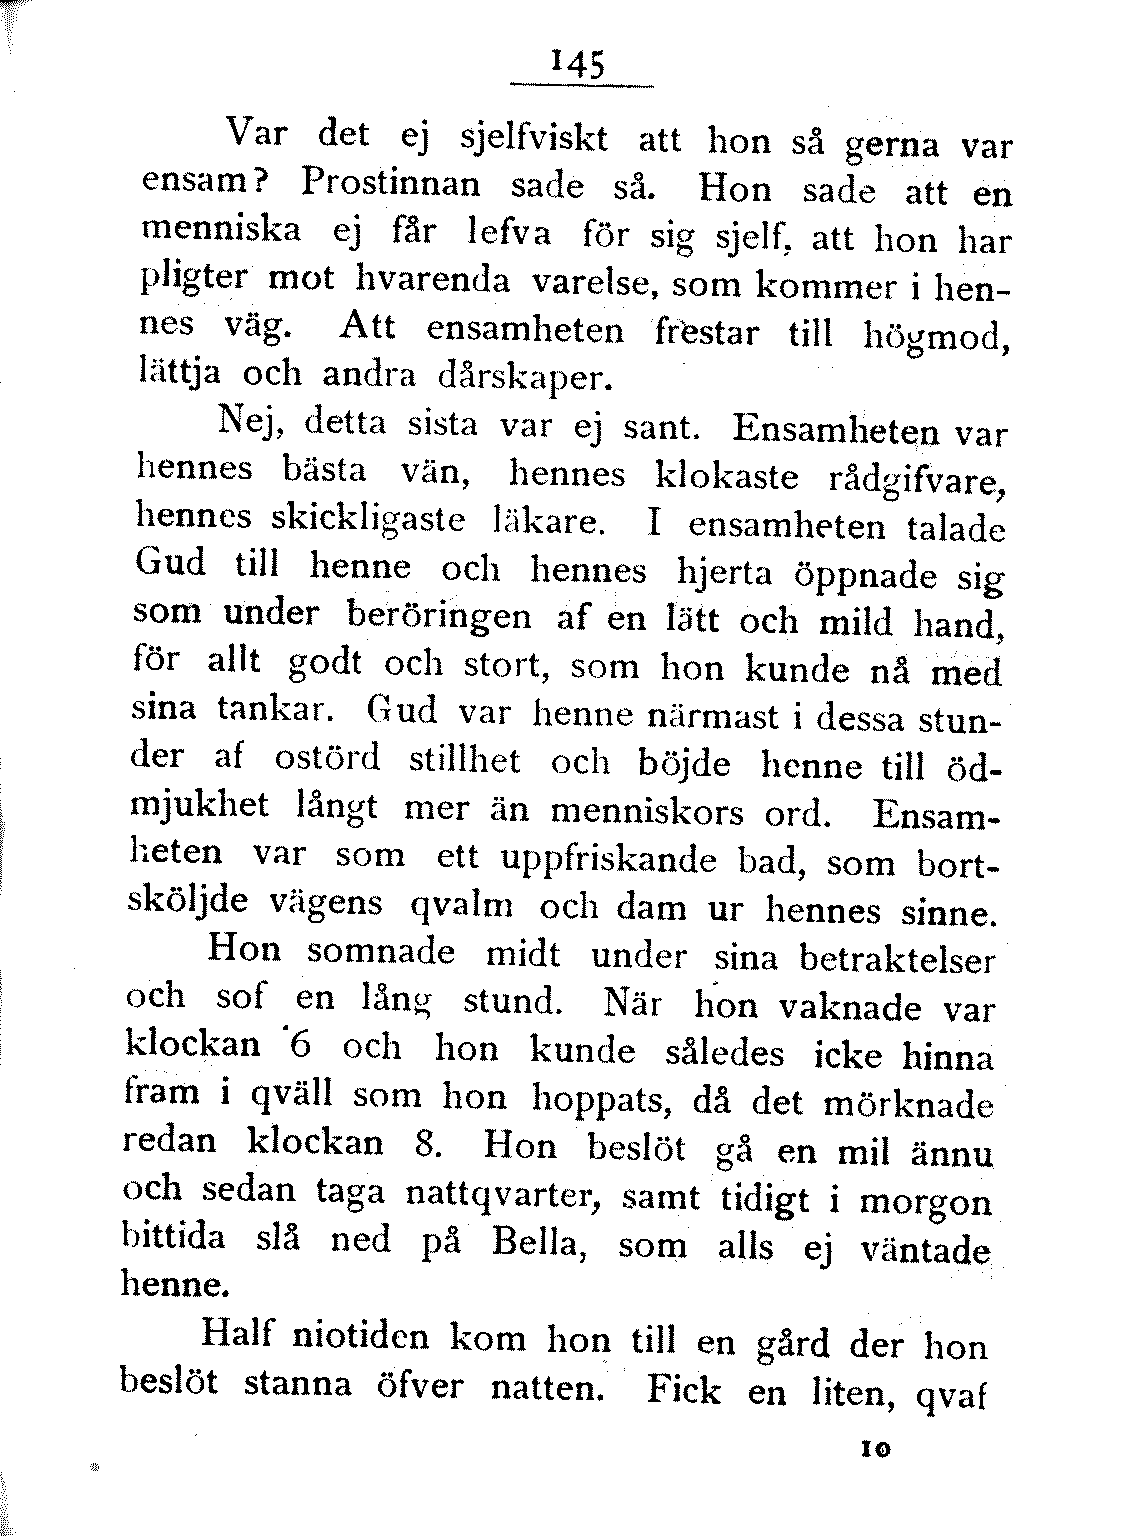 145
Var det ej sjelfviskt att hon så gerna var
ensam? Prostinnan sade så. Hon sade att en
menniska ej får lefva för sig sjelf, att hon har
pligter mot hvarenda varelse, som kommer i hen-
nes väg. Att ensamheten frestar till högmod,
lättja och andra dårskaper.
Nej, detta sista var ej sant. Ensamheten var
hennes bästa vän, hennes klokaste rådgifvare,
hennes skickligaste läkare. I ensamheten talade
Gud till henne och hennes hjerta öppnade sig
som under beröringen af en lätt och mild hand,
för allt godt och stort, som hon kunde nå med
sina tankar. Gud var henne närmast i dessa stun-
der af ostörd stillhet och böjde henne till öd-
mjukhet långt mer än menniskors ord. Ensam-
heten var som ett uppfriskande bad, som bort-
sköljde vägens qvalm och dam ur hennes sinne.
Hon somnade midt under sina betraktelser
och sof en lång stund. När hon vaknade var
klockan 6 och hon kunde således icke hinna
fram i qväll som hon hoppats, då det mörknade
redan klockan 8. Hon beslöt gå en mil ännu
och sedan taga nattqvarter, samt tidigt i morgon
bittida slå ned på Bella, som alls ej väntade
henne.
Half niotiden kom hon till en gård der hon
beslöt stanna öfver natten. Fick en liten, qvaf
10